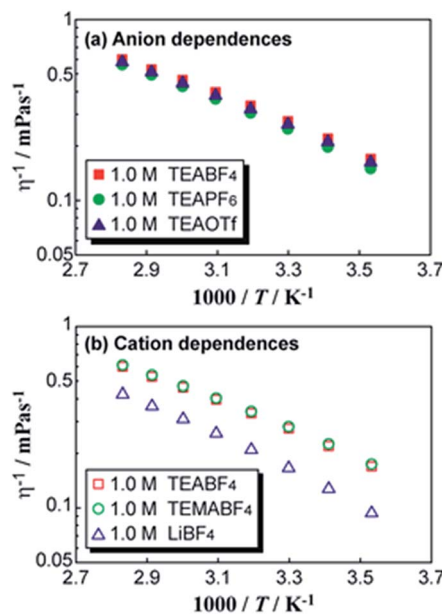 (a) Anion dependences
η⁻¹ / mPas⁻¹
1
0.5
0.1
0.05
1.0 M TEABF₄
1.0 M TEAPF₆
1.0 M TEAOTf
2.7 2.9 3.1 3.3 3.5 3.7
1000 / T / K⁻¹
(b) Cation dependences
η⁻¹ / mPas⁻¹
1
0.5
0.1
0.05
1.0 M TEABF₄
1.0 M TEMABF₄
1.0 M LiBF₄
2.7 2.9 3.1 3.3 3.5 3.7
1000 / T / K⁻¹